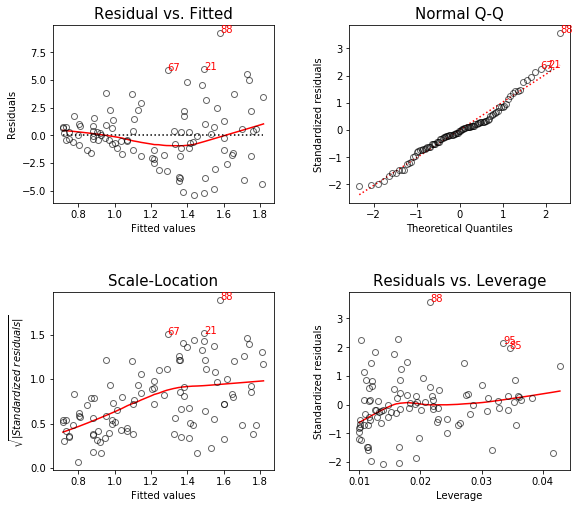 Residual vs. Fitted
Normal Q-Q
88
67
21
Residuals
10.0
7.5
5.0
2.5
0.0
−2.5
−5.0
0.8 1.0 1.2 1.4 1.6 1.8
Fitted values
88
67
21
Standardized residuals
3
2
1
0
−1
−2
−2 −1 0 1 2
Theoretical Quantiles
Scale-Location
Residuals vs. Leverage
88
67
21
√|Standardized residuals|
1.5
1.0
0.5
0.0
0.8 1.0 1.2 1.4 1.6 1.8
Fitted values
88
95
85
Standardized residuals
3
2
1
0
−1
−2
0.01 0.02 0.03 0.04
Leverage